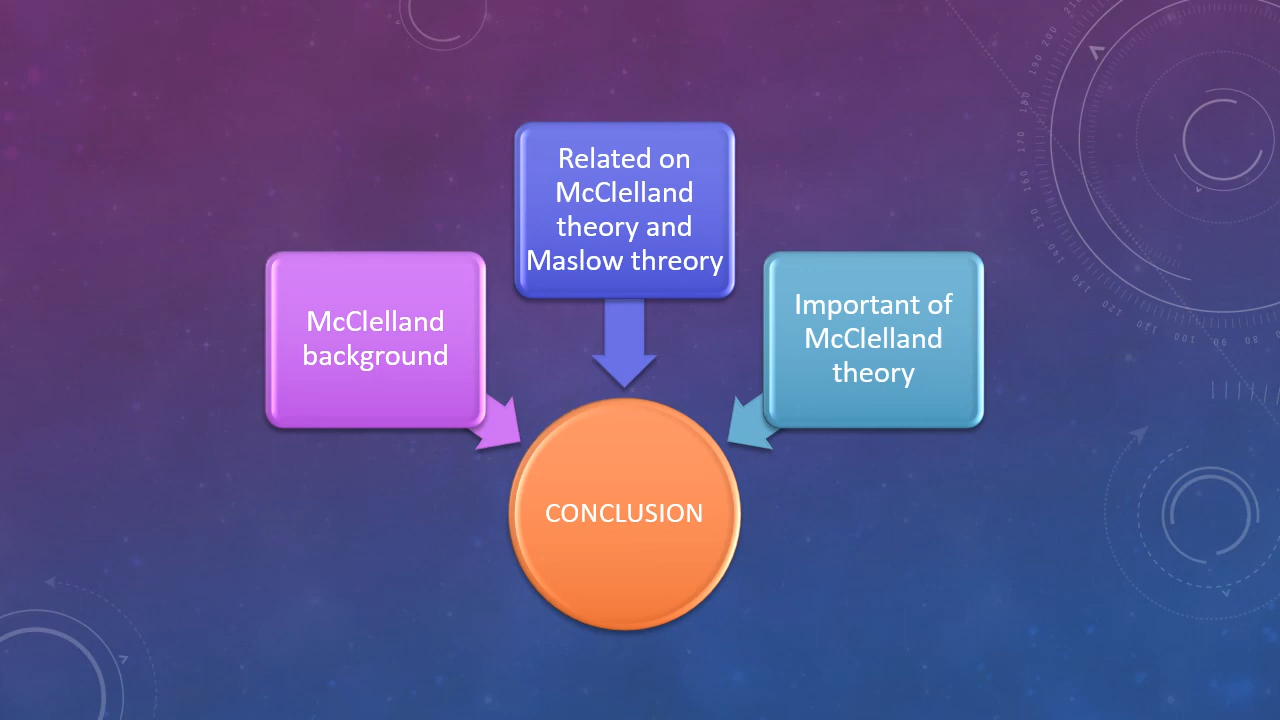 Related on
McClelland
theory and
Maslow threory
McClelland
background
Important of
McClelland
theory
CONCLUSION